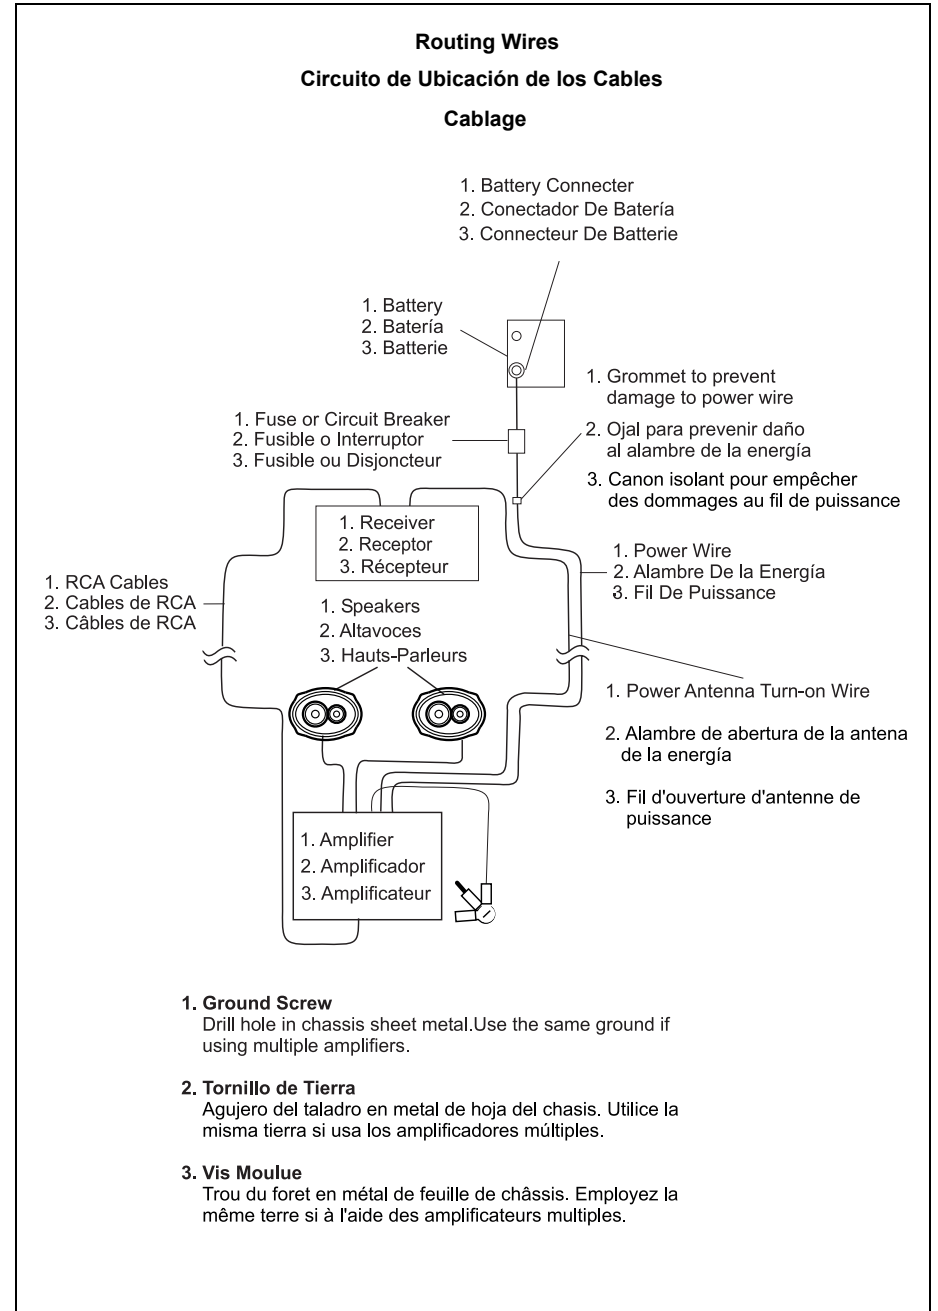 Routing Wires
Circuito de Ubicación de los Cables
Cablage
1. Battery Connecter
2. Conectador De Batería
3. Connecteur De Batterie
1. Battery
2. Batería
3. Batterie
1. Grommet to prevent
damage to power wire
2. Ojal para prevenir daño
al alambre de la energía
3. Canon isolant pour empêcher
des dommages au fil de puissance
1. Fuse or Circuit Breaker
2. Fusible o Interruptor
3. Fusible ou Disjoncteur
1. Receiver
2. Receptor
3. Récepteur
1. Power Wire
2. Alambre De la Energía
3. Fil De Puissance
1. RCA Cables
2. Cables de RCA
3. Câbles de RCA
1. Speakers
2. Altavoces
3. Hauts-Parleurs
1. Power Antenna Turn-on Wire
2. Alambre de abertura de la antena
de la energía
3. Fil d'ouverture d'antenne de
puissance
1. Amplifier
2. Amplificador
3. Amplificateur
1. Ground Screw
Drill hole in chassis sheet metal.Use the same ground if
using multiple amplifiers.
2. Tornillo de Tierra
Agujero del taladro en metal de hoja del chasis. Utilice la
misma tierra si usa los amplificadores múltiples.
3. Vis Moulue
Trou du foret en métal de feuille de châssis. Employez la
même terre si à l'aide des amplificateurs multiples.